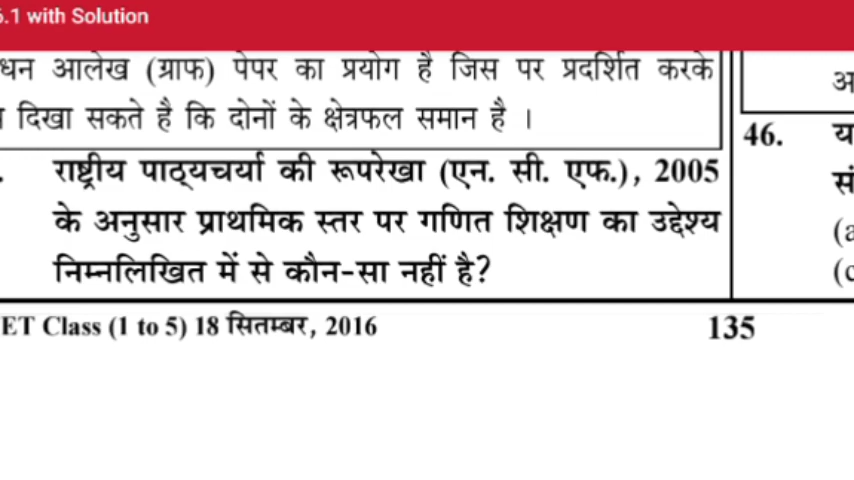 6.1 with Solution
धन आलेख (ग्राफ) पेपर का प्रयोग है जिस पर प्रदर्शित करके
दिखा सकते है कि दोनों के क्षेत्रफल समान है ।
राष्ट्रीय पाठ्यचर्या की रूपरेखा (एन. सी. एफ.), 2005
के अनुसार प्राथमिक स्तर पर गणित शिक्षण का उद्देश्य
निम्नलिखित में से कौन-सा नहीं है?
46.
(a
(c
ET Class (1 to 5) 18 सितम्बर, 2016
135